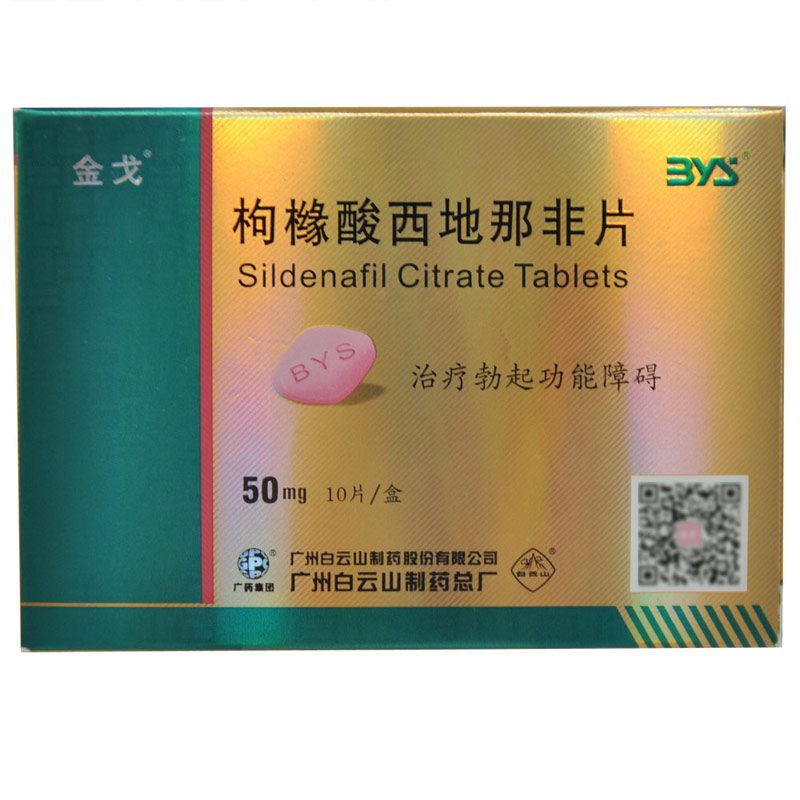 金戈®
BYS®
枸橼酸西地那非片
Sildenafil Citrate Tablets
BYS
治疗勃起功能障碍
50mg 10片/盒
GPC®
广药集团
广州白云山制药股份有限公司
广州白云山制药总厂
白云山®